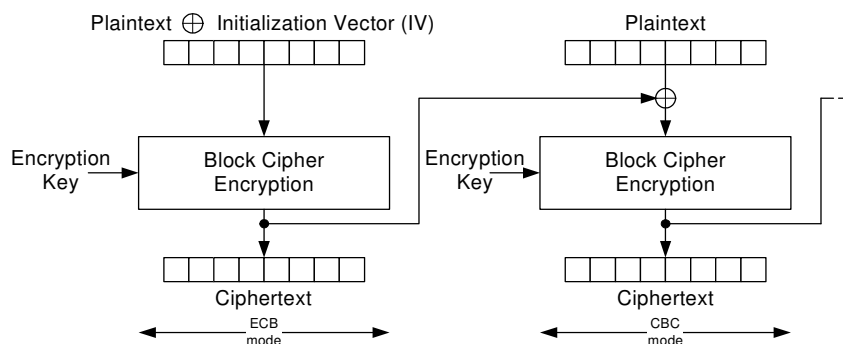 Plaintext ⊕ Initialization Vector (IV)
Plaintext
Encryption
Key
Block Cipher
Encryption
Encryption
Key
Block Cipher
Encryption
Ciphertext
Ciphertext
ECB
mode
CBC
mode